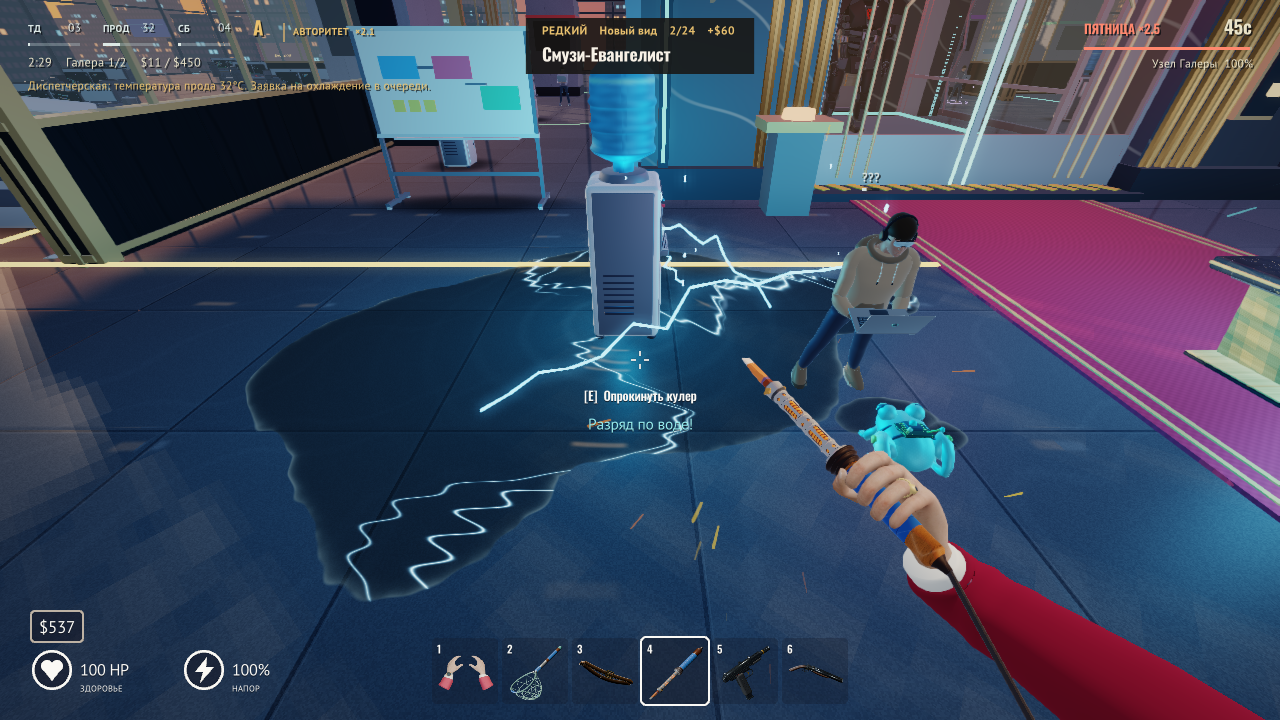 ТД 03 ПРОД 32 СБ 04 А АВТОРИТЕТ ×2.1
2:29 Галера 1/2 $11 / $450
Диспетчерская: температура прода 32°C. Заявка на охлаждение в очереди.
РЕДКИЙ Новый вид 2/24 +$60
Смузи-Евангелист
ПЯТНИЦА ×2.5 45с
Узел Галеры 100%
???
[E] Опрокинуть кулер
Разряд по воде!
$537
100 HP
ЗДОРОВЬЕ
100%
НАПОР
1 2 3 4 5 6